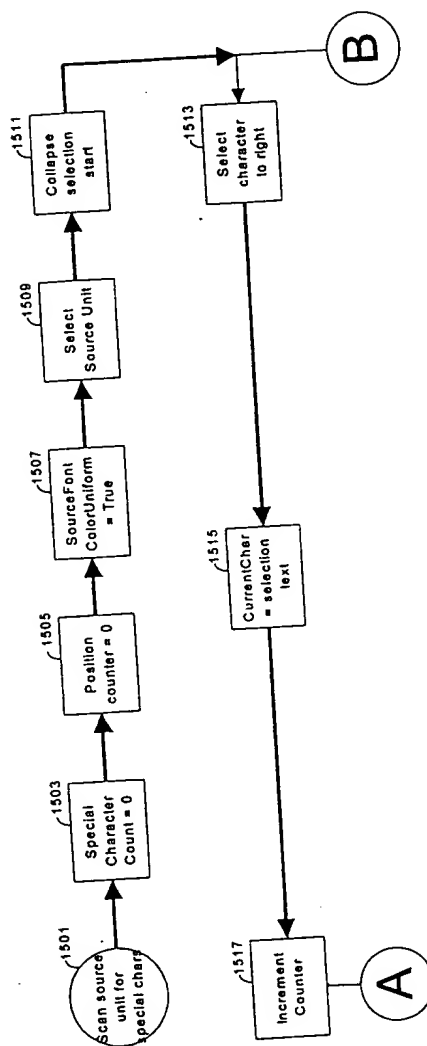 1501
Scan source
unit for
special chars
1503
Special
Character
Count = 0
1505
Position
counter = 0
1507
SourceFont
ColorUniform
= True
1509
Select
Source Unit
1511
Collapse
selection
start
B
1513
Select
character
to right
1515
CurrentChar
= selection
text
1517
Increment
Counter
A